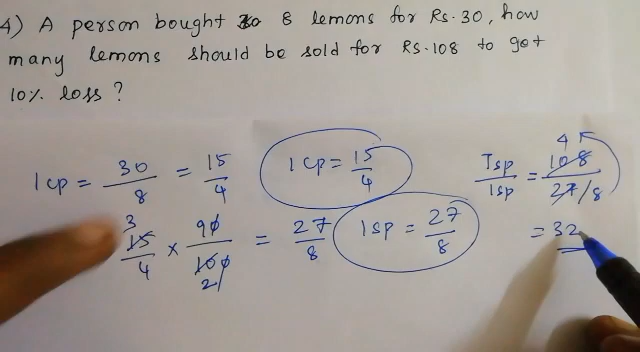 4) A person bought 8 lemons for Rs.30, how
many lemons should be sold for Rs.108 to get
10% loss?
1cp = 30/8 = 15/4
1cp = 15/4
Tsp/1sp = 108/27/8
4
3
15/4 × 90/100 = 27/8
2
1sp = 27/8
= 32